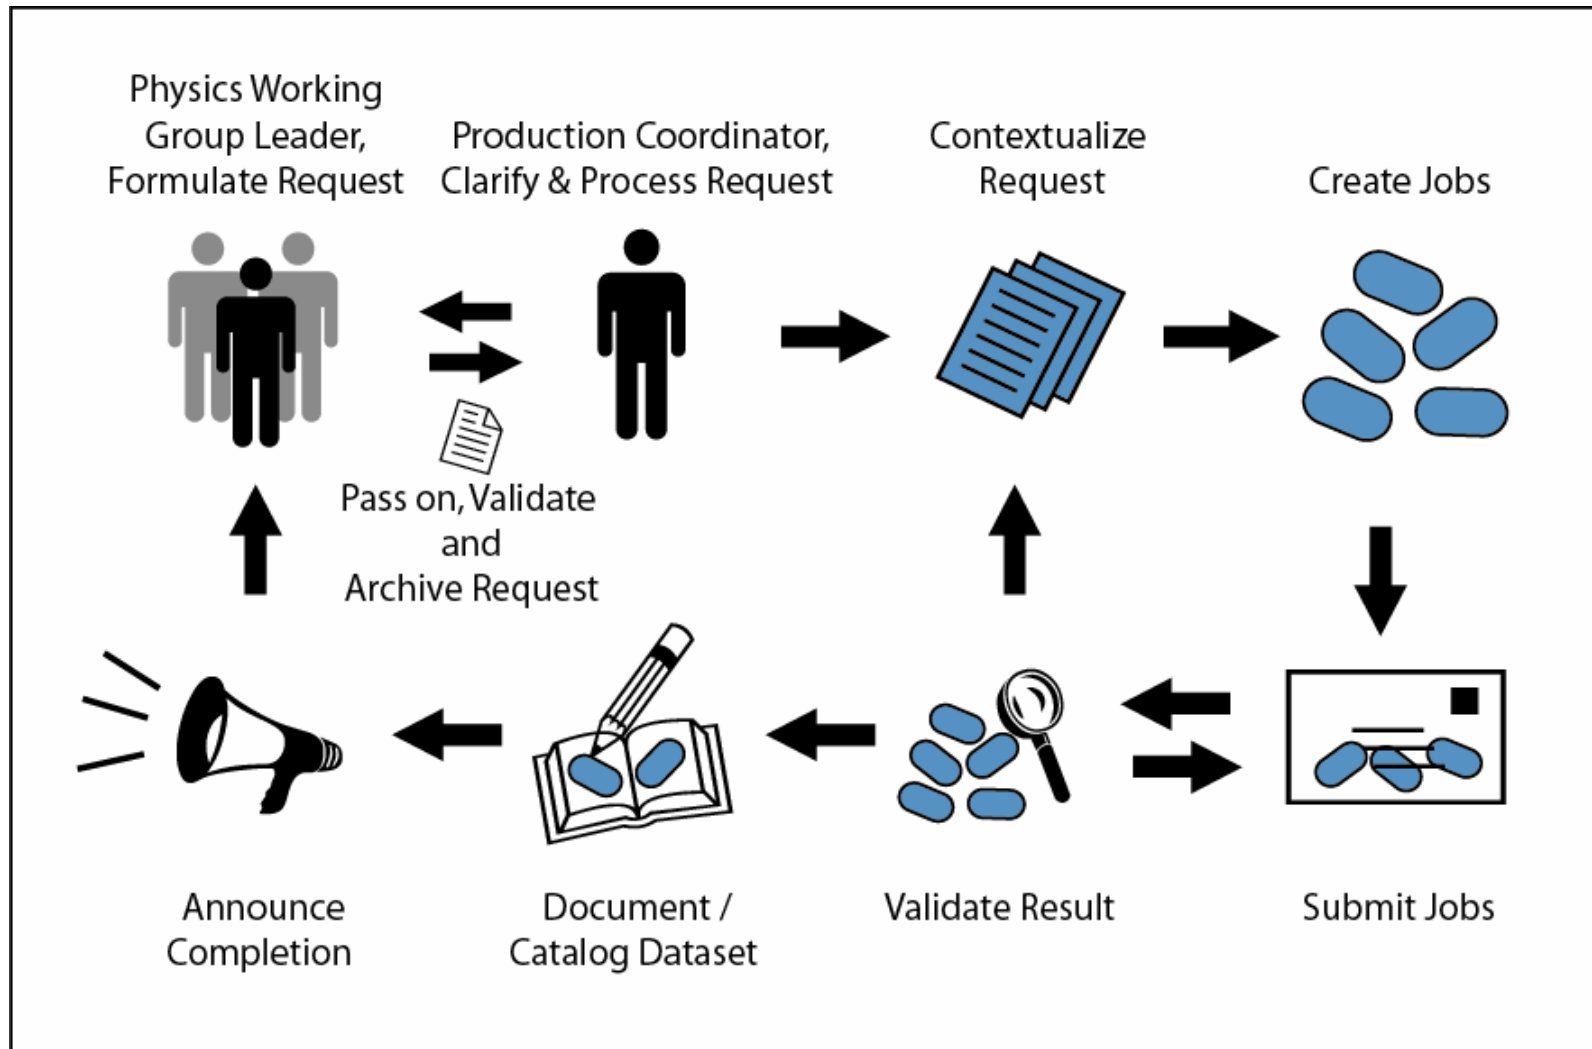 Physics Working
Group Leader,
Formulate Request
Production Coordinator,
Clarify & Process Request
Contextualize
Request
Create Jobs
Pass on, Validate
and
Archive Request
Announce
Completion
Document /
Catalog Dataset
Validate Result
Submit Jobs